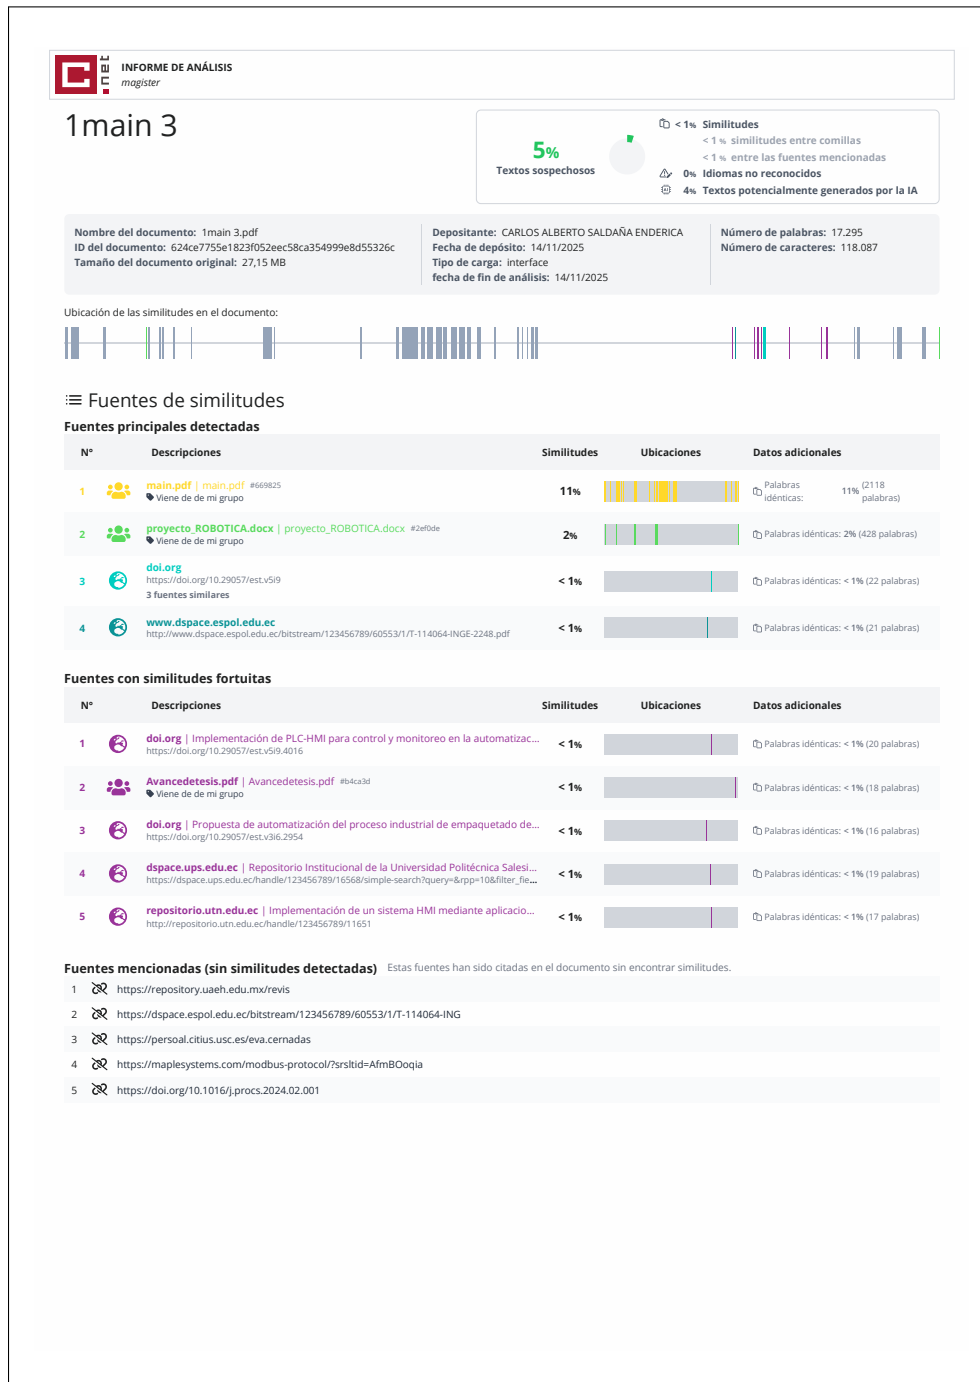 C .net
INFORME DE ANÁLISIS
magister
1main 3
5%
Textos sospechosos
< 1% Similitudes
< 1 % similitudes entre comillas
< 1 % entre las fuentes mencionadas
0% Idiomas no reconocidos
4% Textos potencialmente generados por la IA
Nombre del documento: 1main 3.pdf
ID del documento: 624ce7755e1823f052eec58ca354999e8d55326c
Tamaño del documento original: 27,15 MB
Depositante: CARLOS ALBERTO SALDAÑA ENDERICA
Fecha de depósito: 14/11/2025
Tipo de carga: interface
fecha de fin de análisis: 14/11/2025
Número de palabras: 17.295
Número de caracteres: 118.087
Ubicación de las similitudes en el documento:
Fuentes de similitudes
Fuentes principales detectadas
N° Descripciones Similitudes Ubicaciones Datos adicionales
1 main.pdf | main.pdf #669825
Viene de de mi grupo
11%
Palabras idénticas: 11% (2118 palabras)
2 proyecto_ROBOTICA.docx | proyecto_ROBOTICA.docx #2ef0de
Viene de de mi grupo
2%
Palabras idénticas: 2% (428 palabras)
3 doi.org
https://doi.org/10.29057/est.v5i9
3 fuentes similares
< 1%
Palabras idénticas: < 1% (22 palabras)
4 www.dspace.espol.edu.ec
http://www.dspace.espol.edu.ec/bitstream/123456789/60553/1/T-114064-INGE-2248.pdf
< 1%
Palabras idénticas: < 1% (21 palabras)
Fuentes con similitudes fortuitas
N° Descripciones Similitudes Ubicaciones Datos adicionales
1 doi.org | Implementación de PLC-HMI para control y monitoreo en la automatizac...
https://doi.org/10.29057/est.v5i9.4016
< 1%
Palabras idénticas: < 1% (20 palabras)
2 Avancedetesis.pdf | Avancedetesis.pdf #b4ca3d
Viene de de mi grupo
< 1%
Palabras idénticas: < 1% (18 palabras)
3 doi.org | Propuesta de automatización del proceso industrial de empaquetado de...
https://doi.org/10.29057/est.v3i6.2954
< 1%
Palabras idénticas: < 1% (16 palabras)
4 dspace.ups.edu.ec | Repositorio Institucional de la Universidad Politécnica Salesi...
https://dspace.ups.edu.ec/handle/123456789/16568/simple-search?query=&rpp=10&filter_fie...
< 1%
Palabras idénticas: < 1% (19 palabras)
5 repositorio.utn.edu.ec | Implementación de un sistema HMI mediante aplicacio...
http://repositorio.utn.edu.ec/handle/123456789/11651
< 1%
Palabras idénticas: < 1% (17 palabras)
Fuentes mencionadas (sin similitudes detectadas) Estas fuentes han sido citadas en el documento sin encontrar similitudes.
1 https://repository.uaeh.edu.mx/revis
2 https://dspace.espol.edu.ec/bitstream/123456789/60553/1/T-114064-ING
3 https://persoal.citius.usc.es/eva.cernadas
4 https://maplesystems.com/modbus-protocol/?srsltid=AfmBOoqia
5 https://doi.org/10.1016/j.procs.2024.02.001